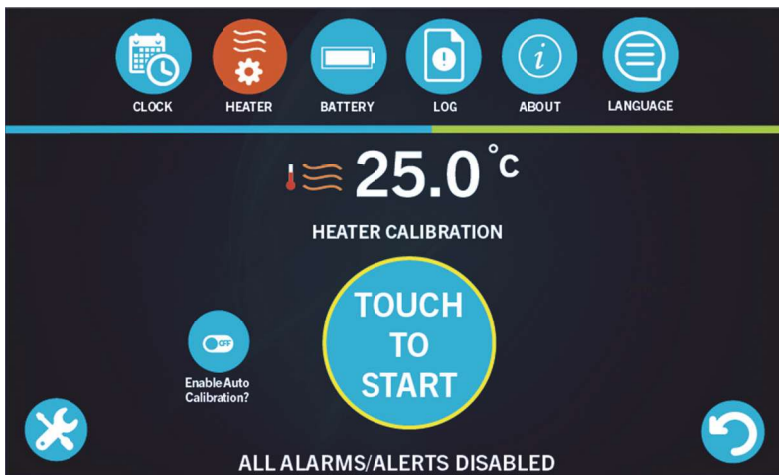 CLOCK
HEATER
BATTERY
LOG
ABOUT
LANGUAGE
25.0°C
HEATER CALIBRATION
TOUCH
TO
START
OFF
Enable Auto
Calibration?
ALL ALARMS/ALERTS DISABLED